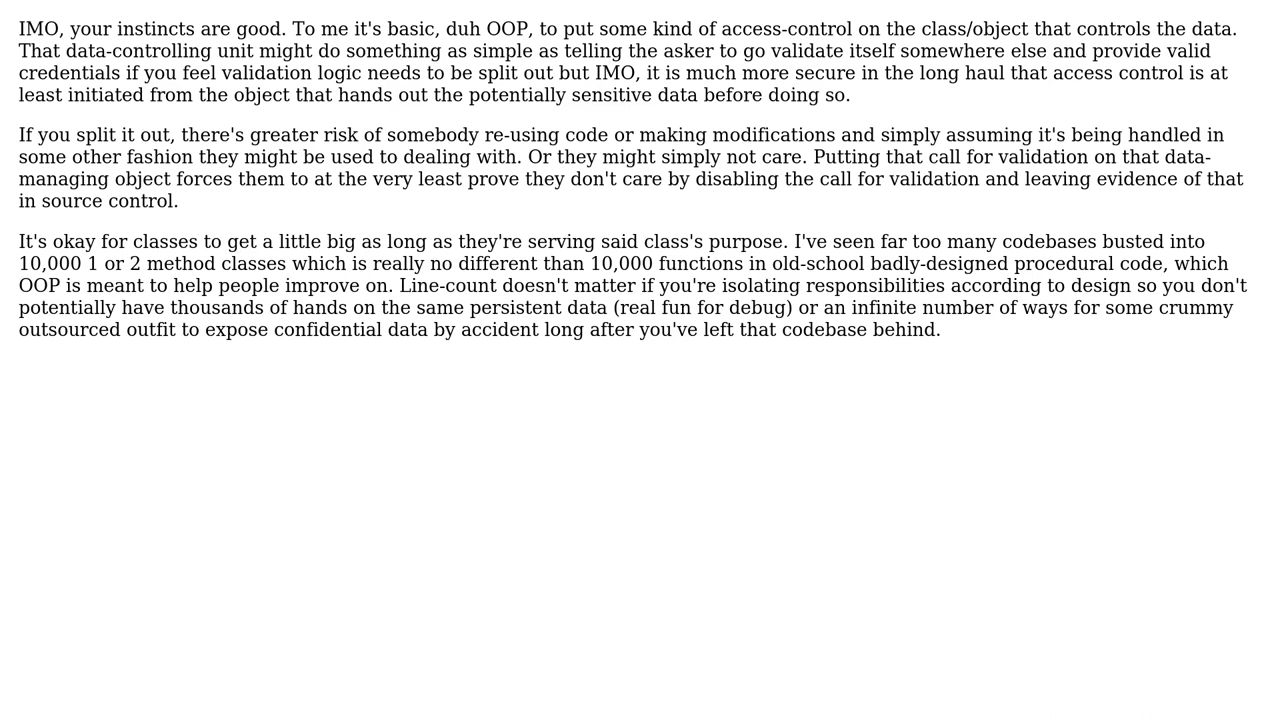 IMO, your instincts are good. To me it's basic, duh OOP, to put some kind of access-control on the class/object that controls the data.
That data-controlling unit might do something as simple as telling the asker to go validate itself somewhere else and provide valid
credentials if you feel validation logic needs to be split out but IMO, it is much more secure in the long haul that access control is at
least initiated from the object that hands out the potentially sensitive data before doing so.
If you split it out, there's greater risk of somebody re-using code or making modifications and simply assuming it's being handled in
some other fashion they might be used to dealing with. Or they might simply not care. Putting that call for validation on that data-
managing object forces them to at the very least prove they don't care by disabling the call for validation and leaving evidence of that
in source control.
It's okay for classes to get a little big as long as they're serving said class's purpose. I've seen far too many codebases busted into
10,000 1 or 2 method classes which is really no different than 10,000 functions in old-school badly-designed procedural code, which
OOP is meant to help people improve on. Line-count doesn't matter if you're isolating responsibilities according to design so you don't
potentially have thousands of hands on the same persistent data (real fun for debug) or an infinite number of ways for some crummy
outsourced outfit to expose confidential data by accident long after you've left that codebase behind.